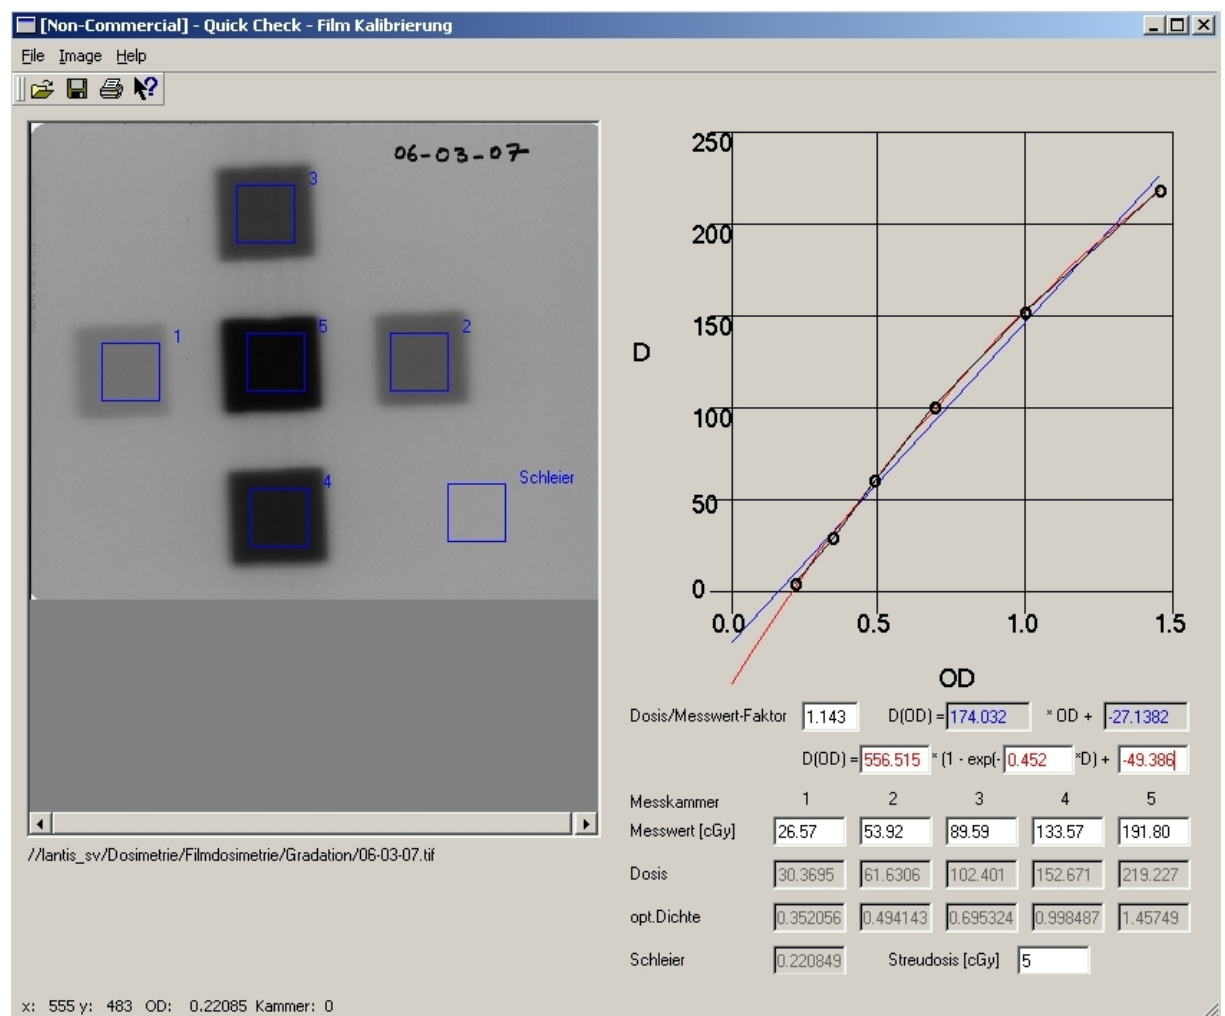 [Non-Commercial] - Quick Check - Film Kalibrierung
File Image Help
06-03-07
3
1
5
2
4
Schleier
//lantis_sv/Dosimetrie/Filmdosimetrie/Gradation/06-03-07.tif
250
200
150
D
100
50
0
0.0 0.5 1.0 1.5
OD
Dosis/Messwert-Faktor 1.143 D(OD) = 174.032 * OD + -27.1382
D(OD) = 556.515 * (1 - exp(- 0.452 *D) + -49.386
Messkammer 1 2 3 4 5
Messwert [cGy] 26.57 53.92 89.59 133.57 191.80
Dosis 30.3695 61.6306 102.401 152.671 219.227
opt.Dichte 0.352056 0.494143 0.695324 0.998487 1.45749
Schleier 0.220849 Streudosis [cGy] 5
x: 555 y: 483 OD: 0.22085 Kammer: 0